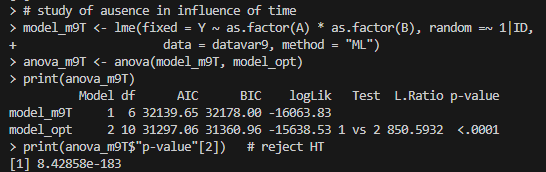 > # study of ausence in influence of time
> model_m9T <- lme(fixed = Y ~ as.factor(A) * as.factor(B), random =~ 1|ID,
+                  data = datavar9, method = "ML")
> anova_m9T <- anova(model_m9T, model_opt)
> print(anova_m9T)
          Model df      AIC      BIC    logLik   Test  L.Ratio p-value
model_m9T     1  6 32139.65 32178.00 -16063.83
model_opt     2 10 31297.06 31360.96 -15638.53 1 vs 2 850.5932  <.0001
> print(anova_m9T$"p-value"[2])   # reject HT
[1] 8.42858e-183